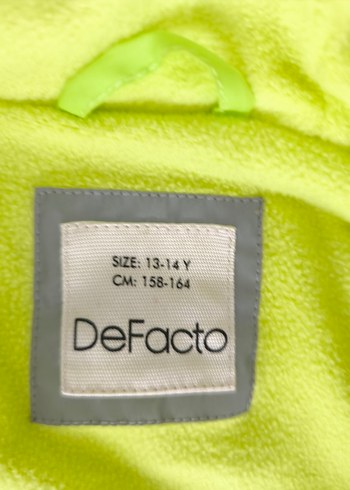 SIZE: 13-14 Y
CM: 158-164
DeFacto